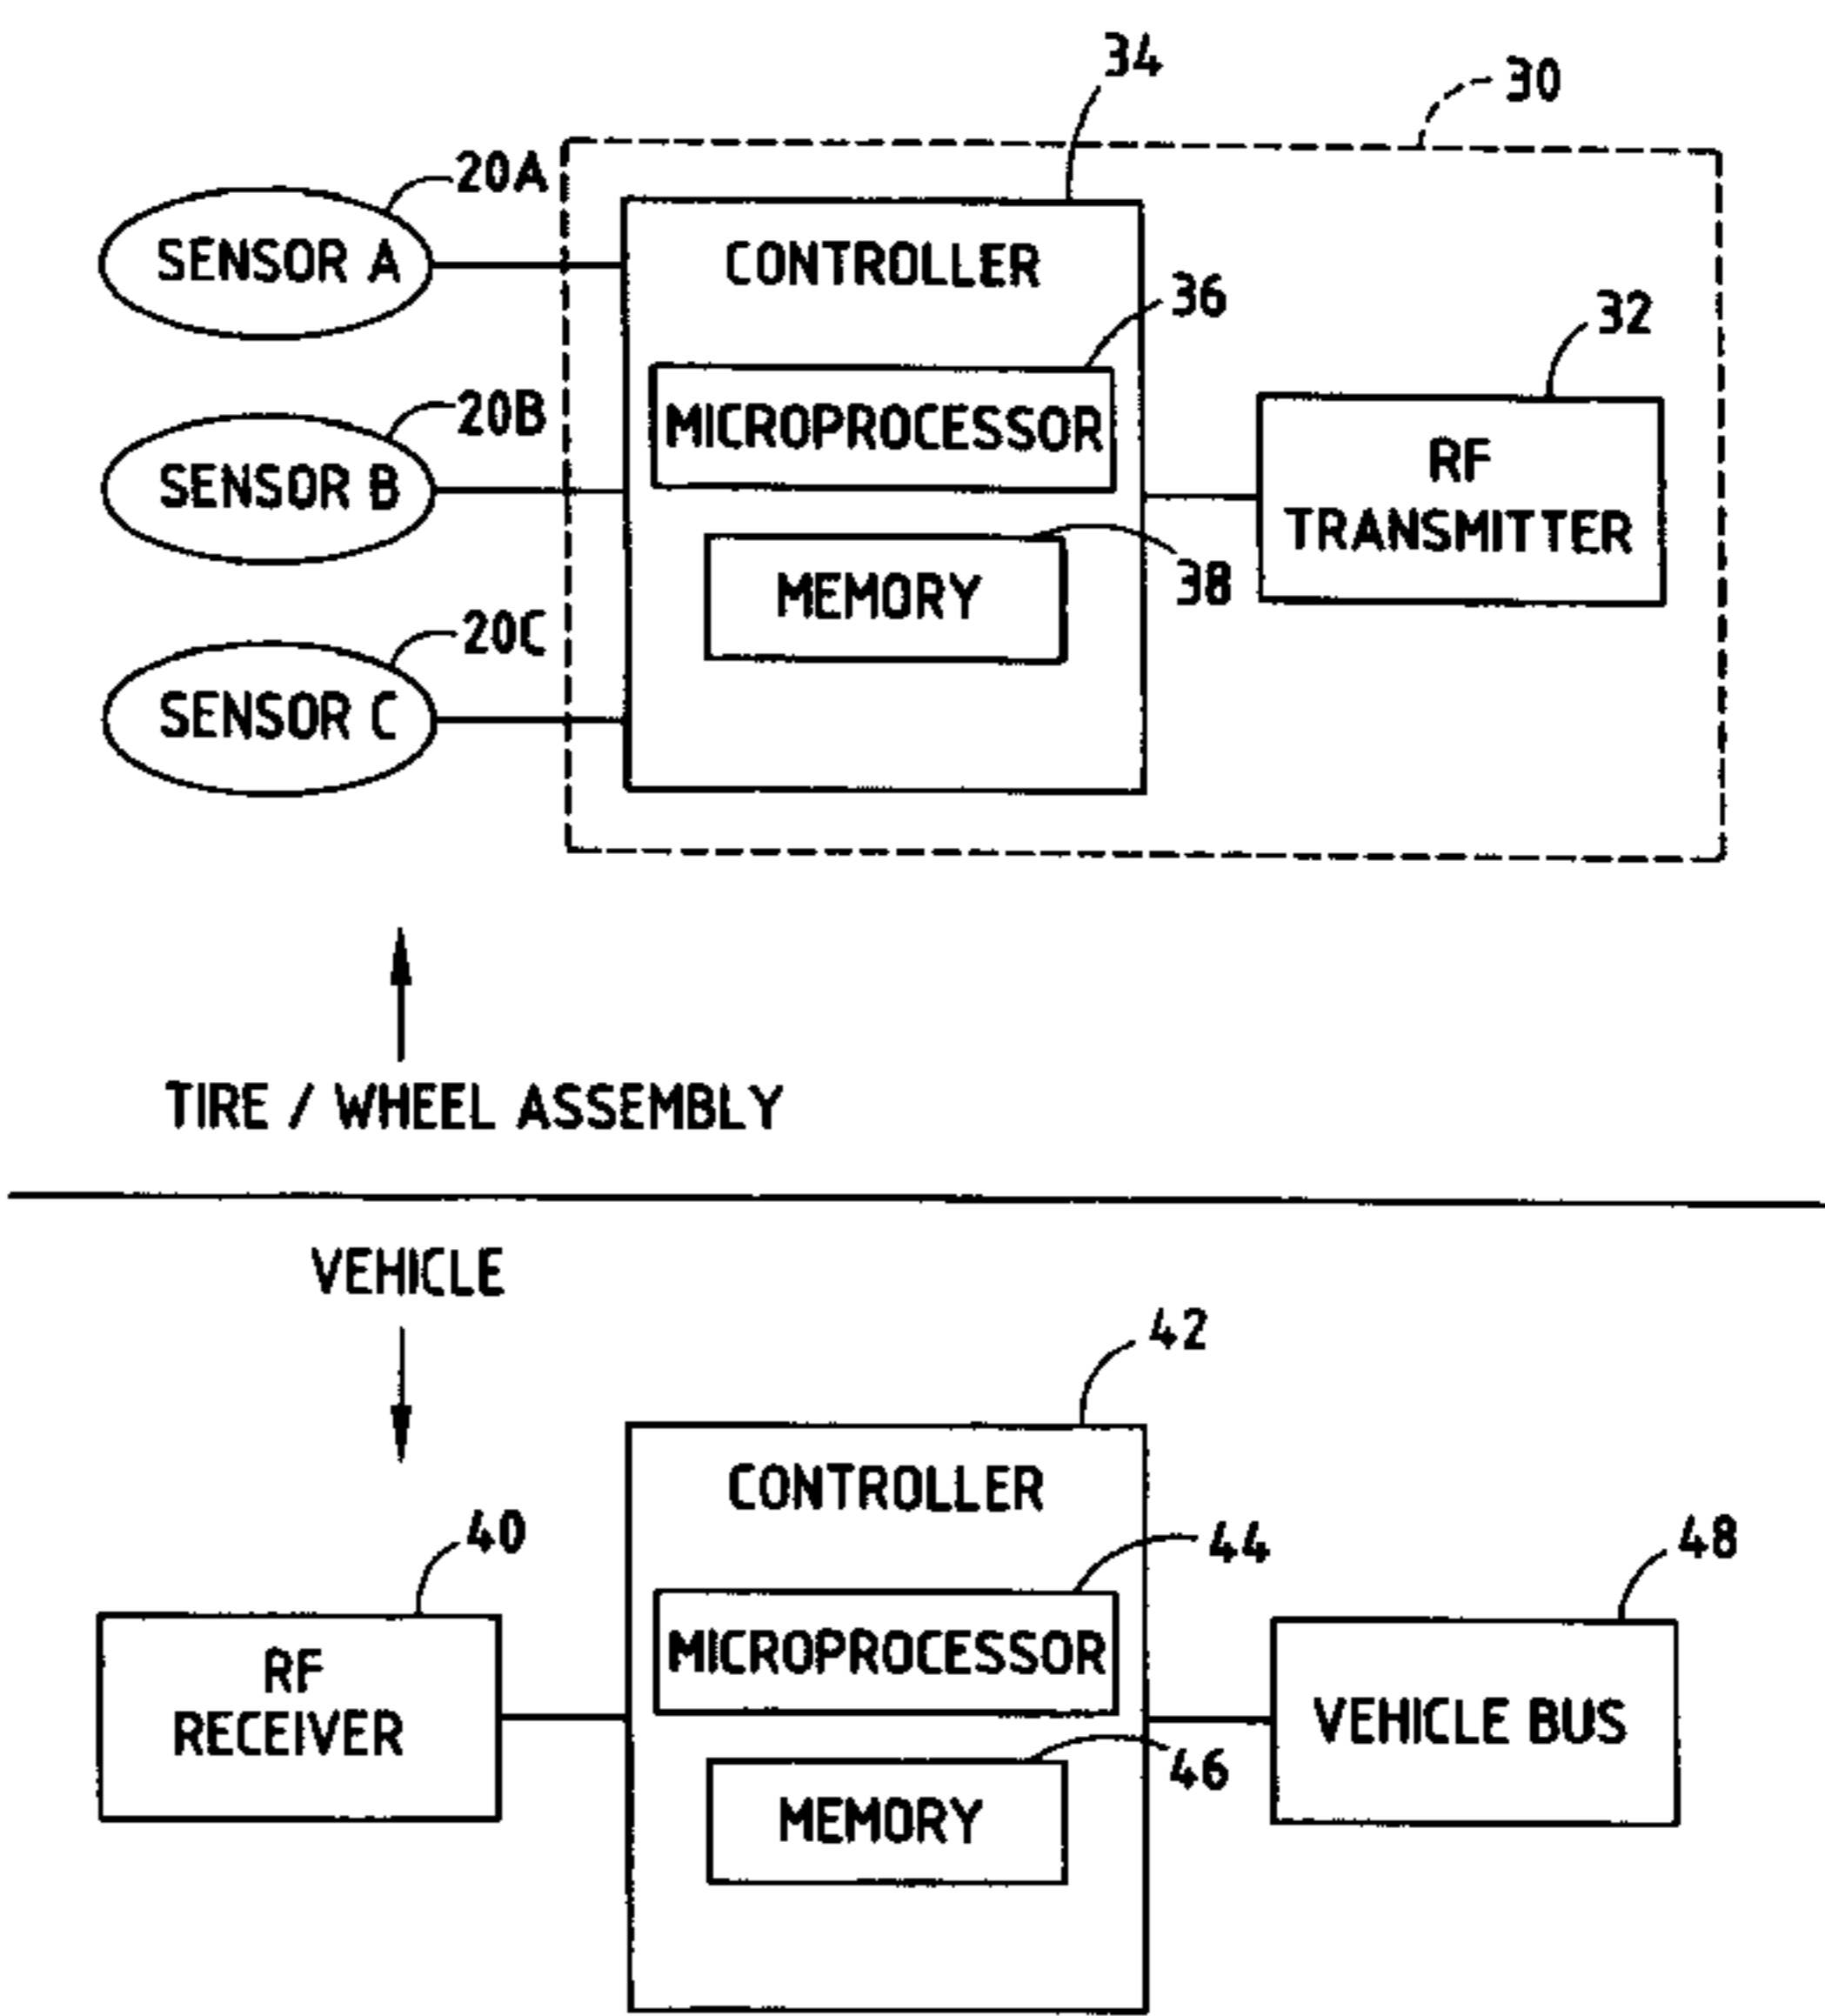 34
30
20A
SENSOR A
CONTROLLER
36
32
20B
MICROPROCESSOR
RF
SENSOR B
TRANSMITTER
38
MEMORY
20C
SENSOR C
TIRE / WHEEL ASSEMBLY
VEHICLE
42
CONTROLLER
40
44
48
RF
MICROPROCESSOR
RECEIVER
VEHICLE BUS
46
MEMORY